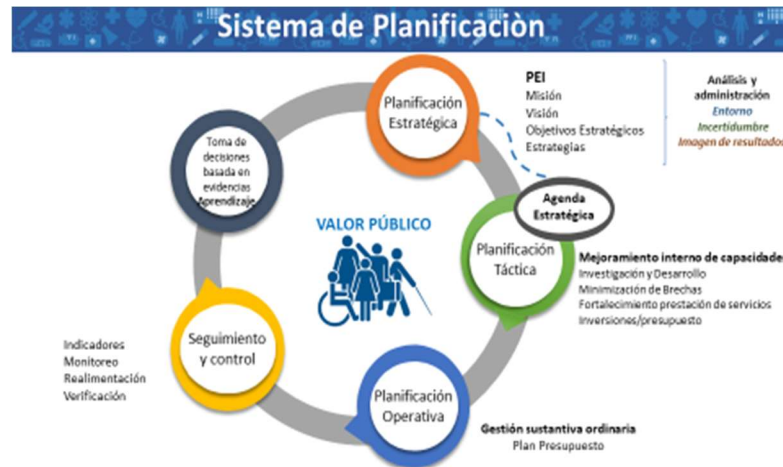 Sistema de Planificaciòn
Planificación
Estratégica
PEI
Misión
Visión
Objetivos Estratégicos
Estrategias
Análisis y
administración
Entorno
Incertidumbre
Imagen de resultados
Toma de
decisiones
basada en
evidencias
Aprendizaje
Agenda
Estratégica
VALOR PÚBLICO
Planificación
Táctica
Mejoramiento interno de capacidade
Investigación y Desarrollo
Minimización de Brechas
Fortalecimiento prestación de servicios
Inversiones/presupuesto
Seguimiento
y control
Indicadores
Monitoreo
Realimentación
Verificación
Planificación
Operativa
Gestión sustantiva ordinaria
Plan Presupuesto